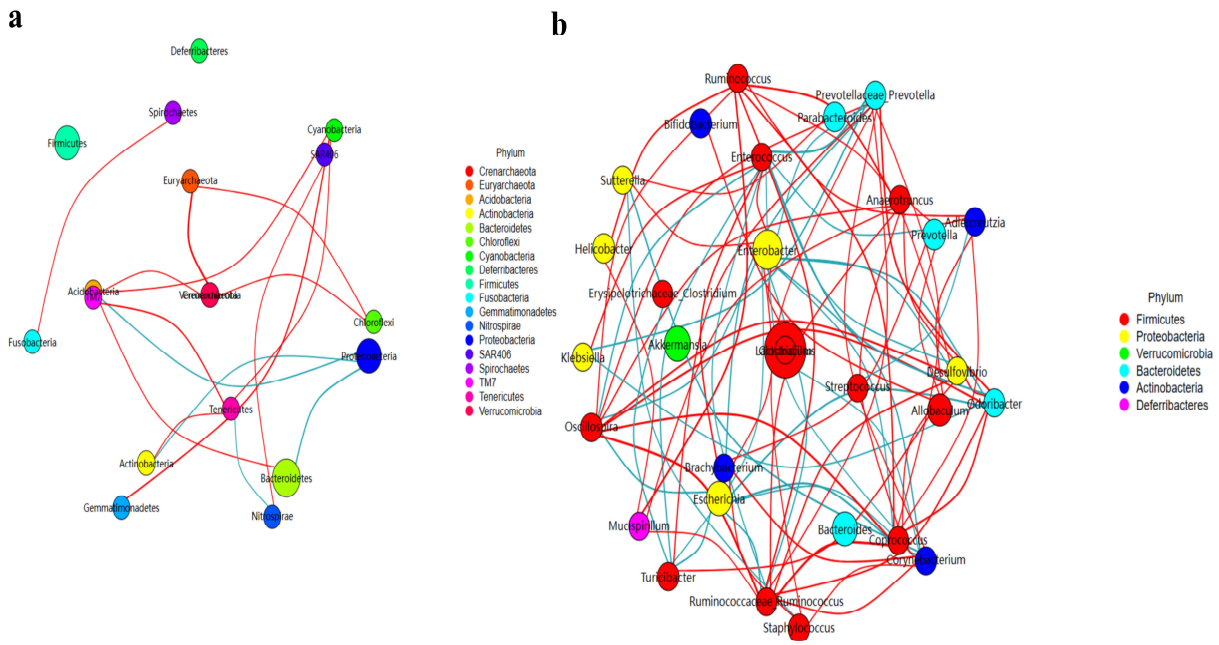 a
Deferribacteres
Spirochaetes
Firmicutes
Cyanobacteria
SAR406
Euryarchaeota
Acidobacteria
TM7
Chloroflexi
Fusobacteria
Proteobacteria
Tenericutes
Actinobacteria
Bacteroidetes
Gemmatimonadetes
Nitrospirae
Phylum
Crenarchaeota
Euryarchaeota
Acidobacteria
Actinobacteria
Bacteroidetes
Chloroflexi
Cyanobacteria
Deferribacteres
Firmicutes
Fusobacteria
Gemmatimonadetes
Nitrospirae
Proteobacteria
SAR406
Spirochaetes
TM7
Tenericutes
Verrucomicrobia
b
Ruminococcus
Prevotellaceae_Prevotella
Parabacteroides
Bifidobacterium
Enterococcus
Sutterella
Anaerotruncus
Adlercreutzia
Prevotella
Helicobacter
Enterobacter
Erysipelotrichaceae_Clostridium
Akkermansia
Klebsiella
Desulfovibrio
Streptococcus
Odoribacter
Allobaculum
Oscillospira
Brachybacterium
Escherichia
Mucispirillum
Bacteroides
Coprococcus
Corynebacterium
Turicibacter
Ruminococcaceae_Ruminococcus
Staphylococcus
Phylum
Firmicutes
Proteobacteria
Verrucomicrobia
Bacteroidetes
Actinobacteria
Deferribacteres